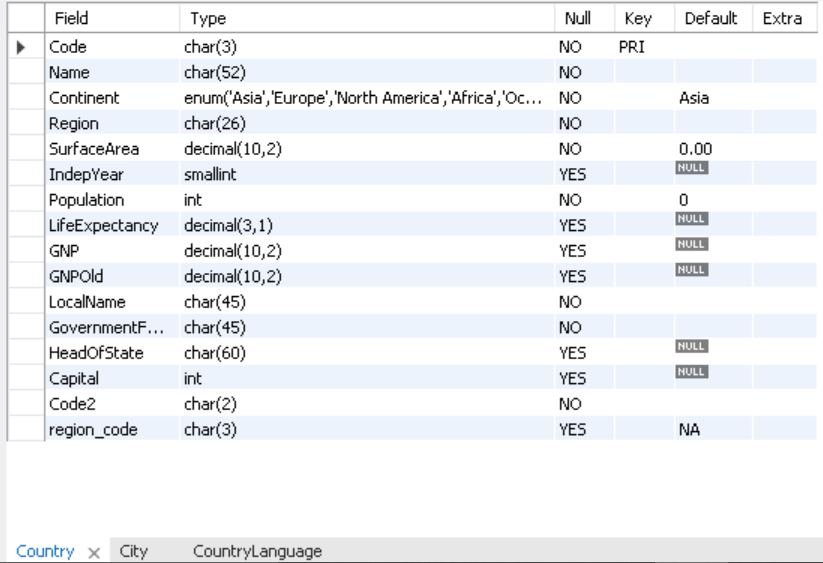 Field Type Null Key Default Extra
Code char(3) NO PRI
Name char(52) NO
Continent enum('Asia','Europe','North America','Africa','Oc... NO Asia
Region char(26) NO
SurfaceArea decimal(10,2) NO 0.00
IndepYear smallint YES NULL
Population int NO 0
LifeExpectancy decimal(3,1) YES NULL
GNP decimal(10,2) YES NULL
GNPOld decimal(10,2) YES NULL
LocalName char(45) NO
GovernmentF... char(45) NO
HeadOfState char(60) YES NULL
Capital int YES NULL
Code2 char(2) NO
region_code char(3) YES NA
Country City CountryLanguage